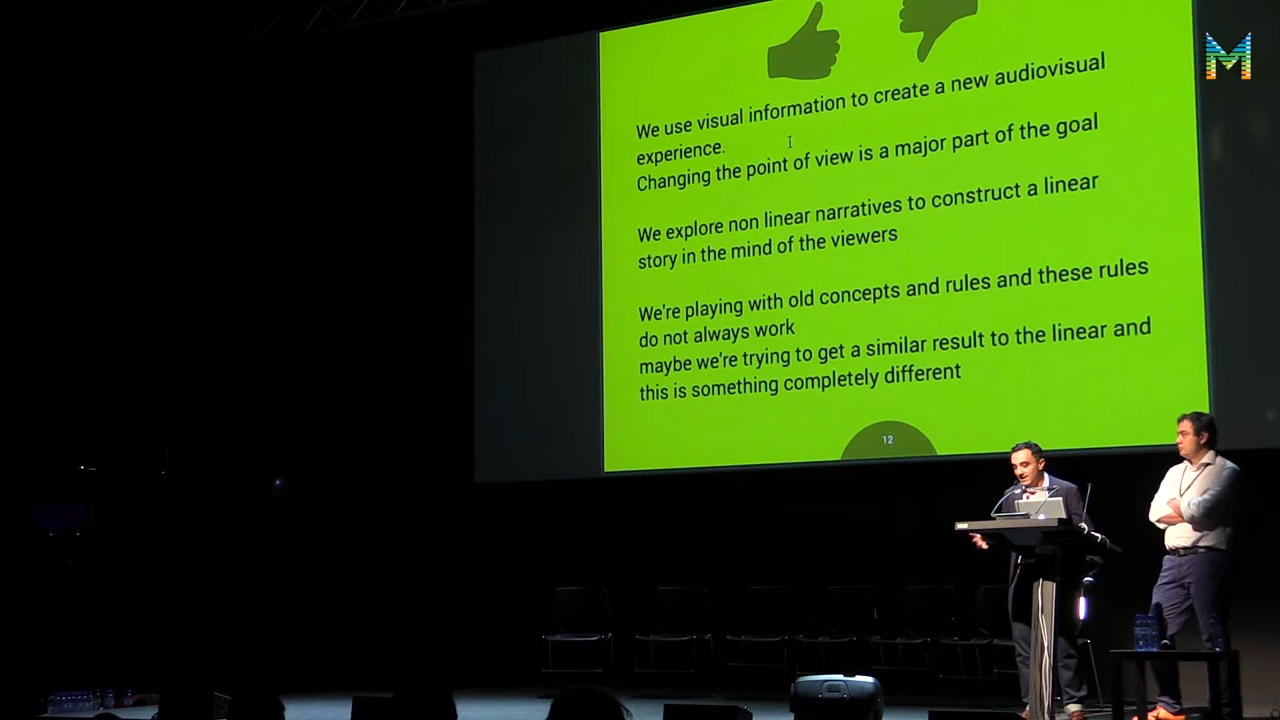 M
We use visual information to create a new audiovisual
experience.
Changing the point of view is a major part of the goal
We explore non linear narratives to construct a linear
story in the mind of the viewers
We're playing with old concepts and rules and these rules
do not always work
maybe we're trying to get a similar result to the linear and
this is something completely different
12